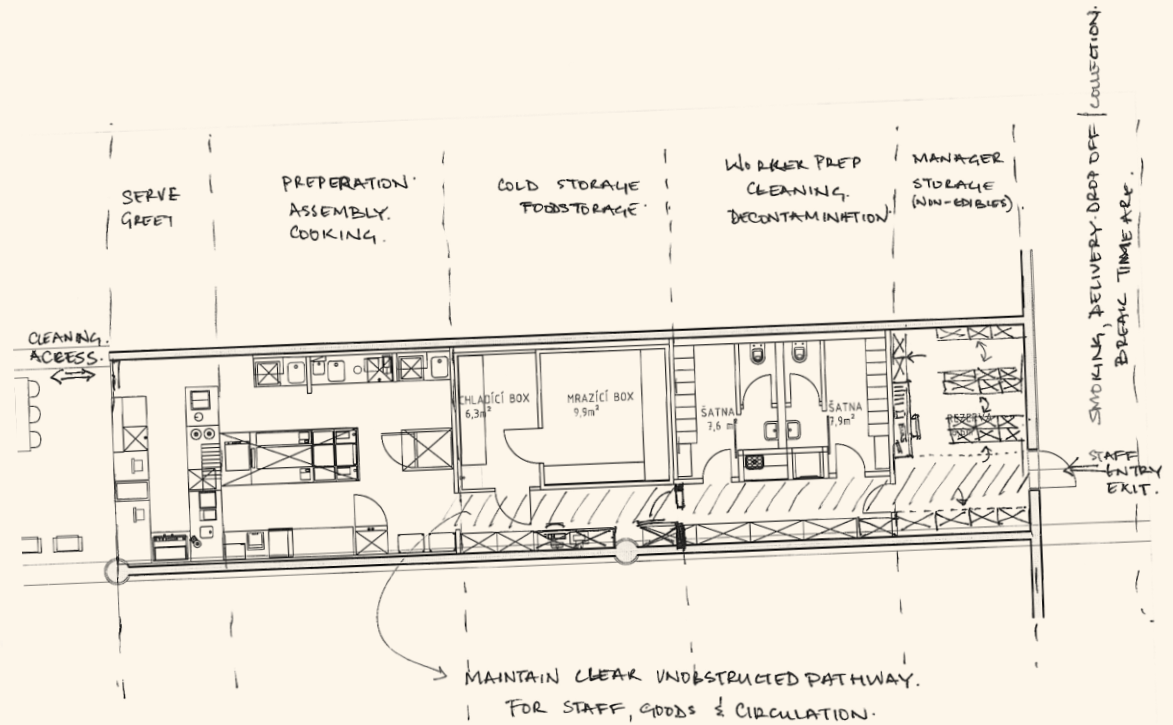 SERVE
GREET
PREPERATION.
ASSEMBLY.
COOKING.
COLD STORAGE
FOODSTORAGE.
WORKER PREP
CLEANING.
DECONTAMINATION
MANAGER
STORAGE
(NON-EDIBLES)
SMOKING, DELIVERY. DROP OFF | COLLECTION.
BREAK TIME ARE.
CLEANING.
ACRESS.
CHLADÍCÍ BOX
6,3m²
MRAZÍCÍ BOX
9,9m²
ŠATNA
7,6 m²
ŠATNA
7,9m²
STAFF
ENTRY
EXIT.
MAINTAIN CLEAR UNOBSTRUCTED PATHWAY.
FOR STAFF, GOODS & CIRCULATION.